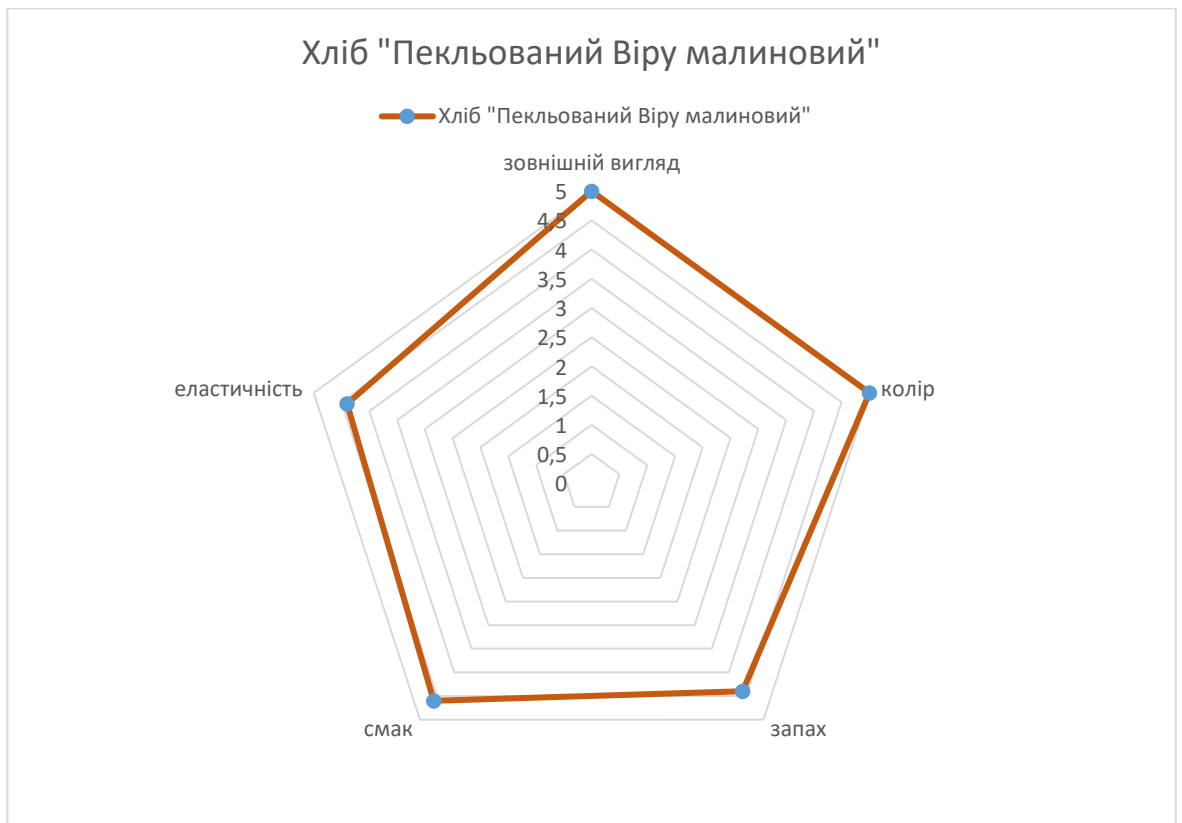 Хліб "Пекльований Віру малиновий"
Хліб "Пекльований Віру малиновий"
зовнішній вигляд
5
4,5
4
3,5
3
2,5
2
1,5
1
0,5
0
еластичність
колір
смак
запах